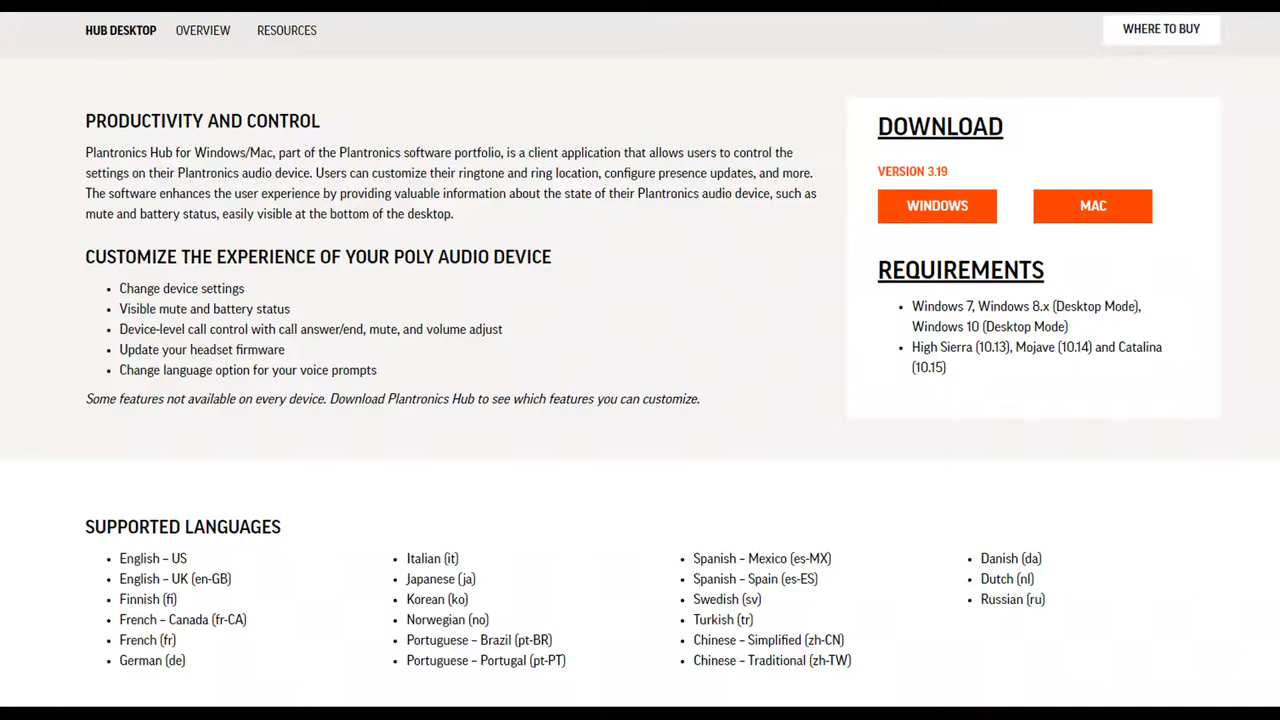 HUB DESKTOP OVERVIEW RESOURCES WHERE TO BUY
PRODUCTIVITY AND CONTROL
Plantronics Hub for Windows/Mac, part of the Plantronics software portfolio, is a client application that allows users to control the
settings on their Plantronics audio device. Users can customize their ringtone and ring location, configure presence updates, and more.
The software enhances the user experience by providing valuable information about the state of their Plantronics audio device, such as
mute and battery status, easily visible at the bottom of the desktop.
CUSTOMIZE THE EXPERIENCE OF YOUR POLY AUDIO DEVICE
• Change device settings
• Visible mute and battery status
• Device-level call control with call answer/end, mute, and volume adjust
• Update your headset firmware
• Change language option for your voice prompts
Some features not available on every device. Download Plantronics Hub to see which features you can customize.
DOWNLOAD
VERSION 3.19
WINDOWS MAC
REQUIREMENTS
• Windows 7, Windows 8.x (Desktop Mode),
Windows 10 (Desktop Mode)
• High Sierra (10.13), Mojave (10.14) and Catalina
(10.15)
SUPPORTED LANGUAGES
• English – US
• English – UK (en-GB)
• Finnish (fi)
• French – Canada (fr-CA)
• French (fr)
• German (de)
• Italian (it)
• Japanese (ja)
• Korean (ko)
• Norwegian (no)
• Portuguese – Brazil (pt-BR)
• Portuguese – Portugal (pt-PT)
• Spanish – Mexico (es-MX)
• Spanish – Spain (es-ES)
• Swedish (sv)
• Turkish (tr)
• Chinese – Simplified (zh-CN)
• Chinese – Traditional (zh-TW)
• Danish (da)
• Dutch (nl)
• Russian (ru)